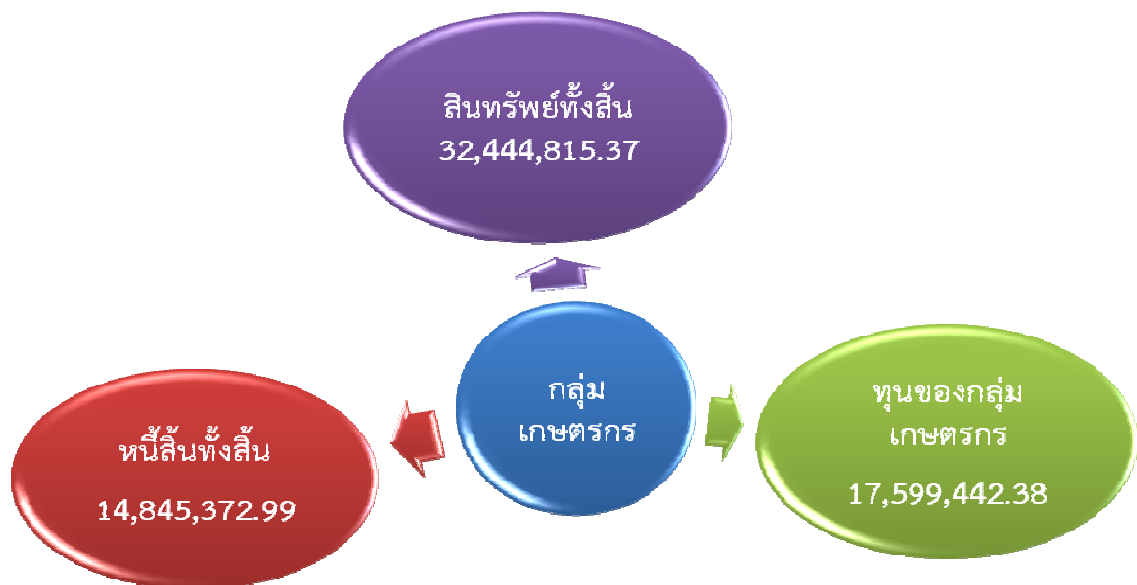 สินทรัพย์ทั้งสิ้น
32,444,815.37
กลุ่ม
เกษตรกร
หนี้สิ้นทั้งสิ้น
14,845,372.99
ทุนของกลุ่ม
เกษตรกร
17,599,442.38